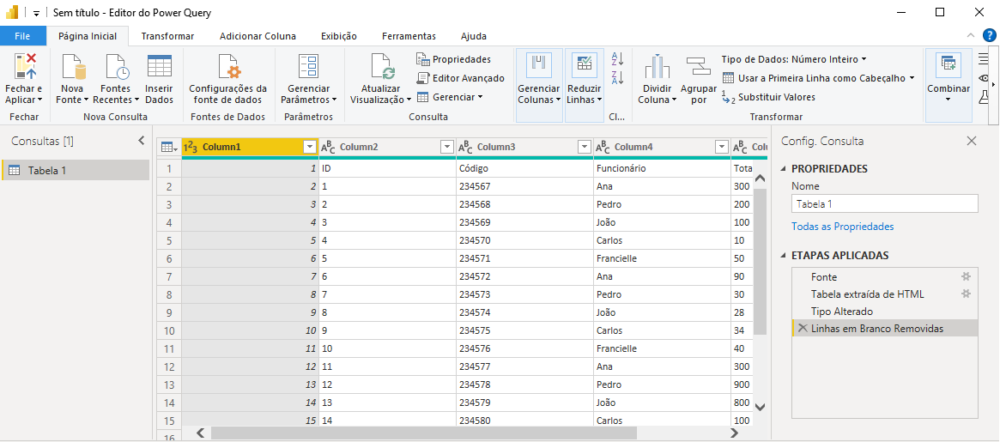 Sem título - Editor do Power Query
File Página Inicial Transformar Adicionar Coluna Exibição Ferramentas Ajuda
Fechar e Aplicar
Fechar
Nova Fonte
Fontes Recentes
Inserir Dados
Nova Consulta
Configurações da fonte de dados
Fontes de Dados
Gerenciar Parâmetros
Parâmetros
Atualizar Visualização
Propriedades
Editor Avançado
Gerenciar
Consulta
Gerenciar Colunas
Reduzir Linhas
Cl...
Dividir Coluna
Agrupar por
Tipo de Dados: Número Inteiro
Usar a Primeira Linha como Cabeçalho
Substituir Valores
Transformar
Combinar
Consultas [1]
Tabela 1
Column1 Column2 Column3 Column4 Colu
1 1 ID Código Funcionário Tota
2 2 1 234567 Ana 300
3 3 2 234568 Pedro 200
4 4 3 234569 João 100
5 5 4 234570 Carlos 10
6 6 5 234571 Francielle 50
7 7 6 234572 Ana 90
8 8 7 234573 Pedro 30
9 9 8 234574 João 28
10 10 9 234575 Carlos 34
11 11 10 234576 Francielle 40
12 12 11 234577 Ana 300
13 13 12 234578 Pedro 900
14 14 13 234579 João 800
15 15 14 234580 Carlos 100
16
Config. Consulta
PROPRIEDADES
Nome
Tabela 1
Todas as Propriedades
ETAPAS APLICADAS
Fonte
Tabela extraída de HTML
Tipo Alterado
Linhas em Branco Removidas